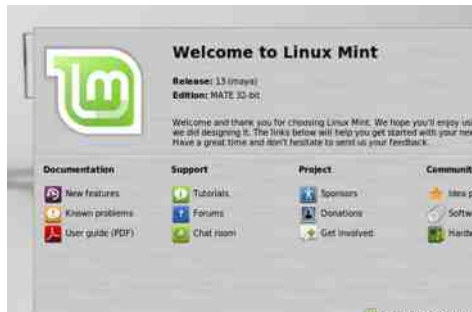 lm
Welcome to Linux Mint
Release: 13 (maya)
Edition: MATE 32-bit
Welcome and thank you for choosing Linux Mint. We hope you'll enjoy usi
we did designing it. The links below will help you get started with your new
Have a great time and don't hesitate to send us your feedback.
Documentation Support Project Communit
New features Tutorials Sponsors Idea p
Known problems Forums Donations Softw
User guide (PDF) Chat room Get involved Hardw